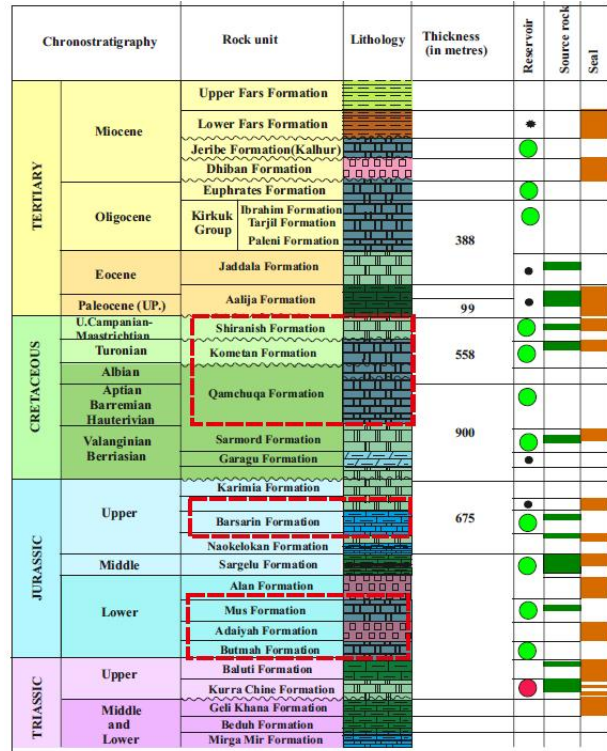 Chronostratigraphy Rock unit Lithology Thickness (in metres) Reservoir Source rock Seal
TERTIARY
Miocene
Upper Fars Formation
Lower Fars Formation
Jeribe Formation(Kalhur)
Dhiban Formation
Oligocene
Euphrates Formation
Kirkuk Group
Ibrahim Formation
Tarjil Formation
Paleni Formation
388
Eocene
Jaddala Formation
Paleocene (UP.)
Aalija Formation
99
CRETACEOUS
U.Campanian-
Maastrichtian
Shiranish Formation
Turonian
Kometan Formation
558
Albian
Aptian
Barremian
Hauterivian
Qamchuqa Formation
Valanginian
Berriasian
Sarmord Formation
900
Garagu Formation
JURASSIC
Upper
Karimia Formation
Barsarin Formation
675
Naokelokan Formation
Middle
Sargelu Formation
Lower
Alan Formation
Mus Formation
Adaiyah Formation
Butmah Formation
TRIASSIC
Upper
Baluti Formation
Kurra Chine Formation
Middle
and
Lower
Geli Khana Formation
Beduh Formation
Mirga Mir Formation